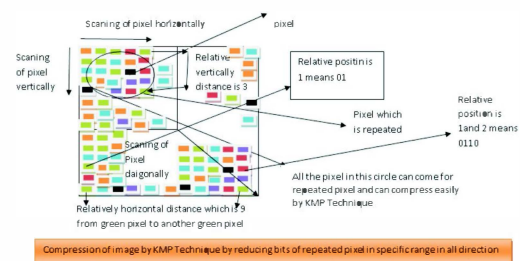 Scaning of pixel horizontally
pixel
Scaning
of pixel
vertically
Relative
vertically
distance is 3
Relative positin is
1 means 01
Pixel which
is repeated
Relative
position is
1and 2 means
0110
Scaning of
Pixel
daigonally
All the pixel in this circle can come for
repeated pixel and can compress easily
by KMP Technique
Relatively horizontal distance which is 9
from green pixel to another green pixel
Compression of image by KMP Technique by reducing bits of repeated pixel in specific range in all direction